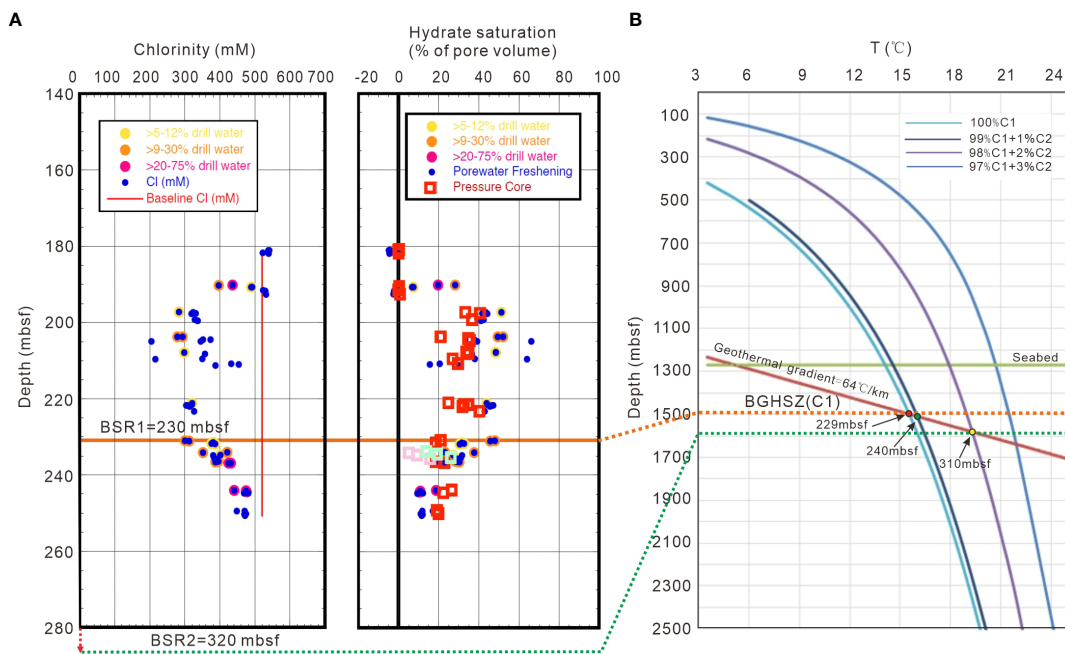 A
Chlorinity (mM)
0 100 200 300 400 500 600 700
Hydrate saturation
(% of pore volume)
-20 0 20 40 60 80 100
Depth (mbsf)
140
160
180
200
220
240
260
280
>5-12% drill water
>9-30% drill water
>20-75% drill water
Cl (mM)
Baseline Cl (mM)
>5-12% drill water
>9-30% drill water
>20-75% drill water
Porewater Freshening
Pressure Core
BSR1=230 mbsf
BSR2=320 mbsf
B
T (℃)
3 6 9 12 15 18 21 24
Depth (mbsf)
100
300
500
700
900
1100
1300
1500
1700
1900
2100
2300
2500
100%C1
99%C1+1%C2
98%C1+2%C2
97%C1+3%C2
Seabed
Geothermal gradient=64℃/km
BGHSZ(C1)
229mbsf
240mbsf
310mbsf